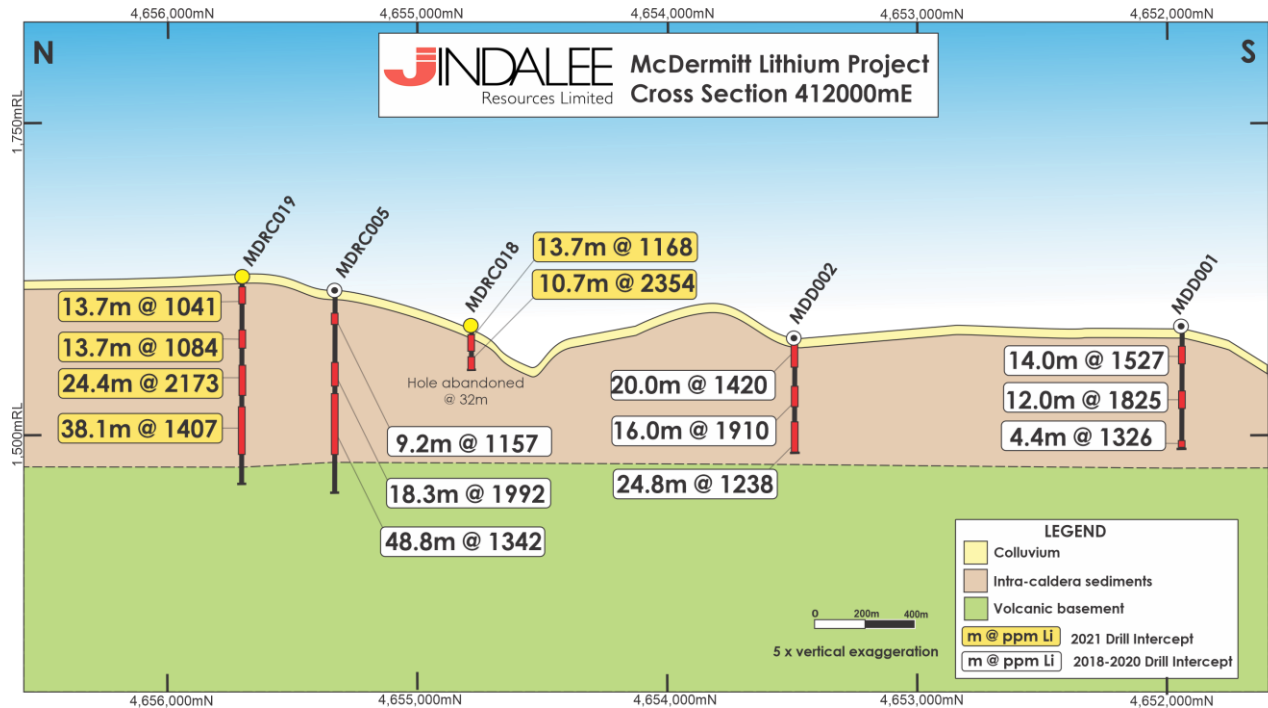 4,656,000mN
4,655,000mN
4,654,000mN
4,653,000mN
4,652,000mN
N
S
JINDALEE
Resources Limited
McDermitt Lithium Project
Cross Section 412000mE
1,750mRL
1,500mRL
MDRC019
MDRC005
MDRC018
MDD002
MDD001
13.7m @ 1168
10.7m @ 2354
13.7m @ 1041
13.7m @ 1084
24.4m @ 2173
38.1m @ 1407
Hole abandoned
@ 32m
9.2m @ 1157
18.3m @ 1992
48.8m @ 1342
20.0m @ 1420
16.0m @ 1910
24.8m @ 1238
14.0m @ 1527
12.0m @ 1825
4.4m @ 1326
0 200m 400m
5 x vertical exaggeration
LEGEND
Colluvium
Intra-caldera sediments
Volcanic basement
m @ ppm Li 2021 Drill Intercept
m @ ppm Li 2018-2020 Drill Intercept
4,656,000mN
4,655,000mN
4,654,000mN
4,653,000mN
4,652,000mN